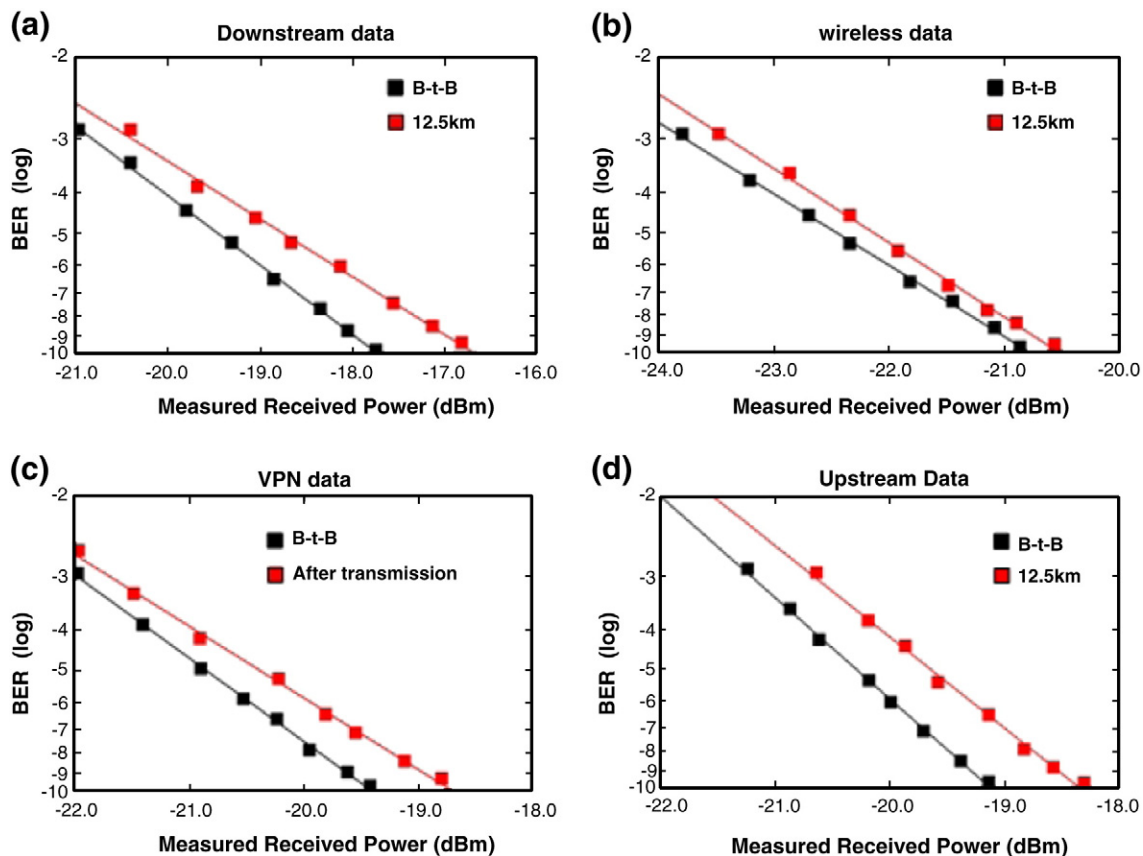 (a)
Downstream data
-2
-3
-4
-5
-6
-7
-8
-9
-10
BER (log)
B-t-B
12.5km
-21.0 -20.0 -19.0 -18.0 -17.0 -16.0
Measured Received Power (dBm)
(b)
wireless data
-2
-3
-4
-5
-6
-7
-8
-9
-10
BER (log)
B-t-B
12.5km
-24.0 -23.0 -22.0 -21.0 -20.0
Measured Received Power (dBm)
(c)
VPN data
-2
-3
-4
-5
-6
-7
-8
-9
-10
BER (log)
B-t-B
After transmission
-22.0 -21.0 -20.0 -19.0 -18.0
Measured Received Power (dBm)
(d)
Upstream Data
-2
-3
-4
-5
-6
-7
-8
-9
-10
BER (log)
B-t-B
12.5km
-22.0 -21.0 -20.0 -19.0 -18.0
Measured Received Power (dBm)